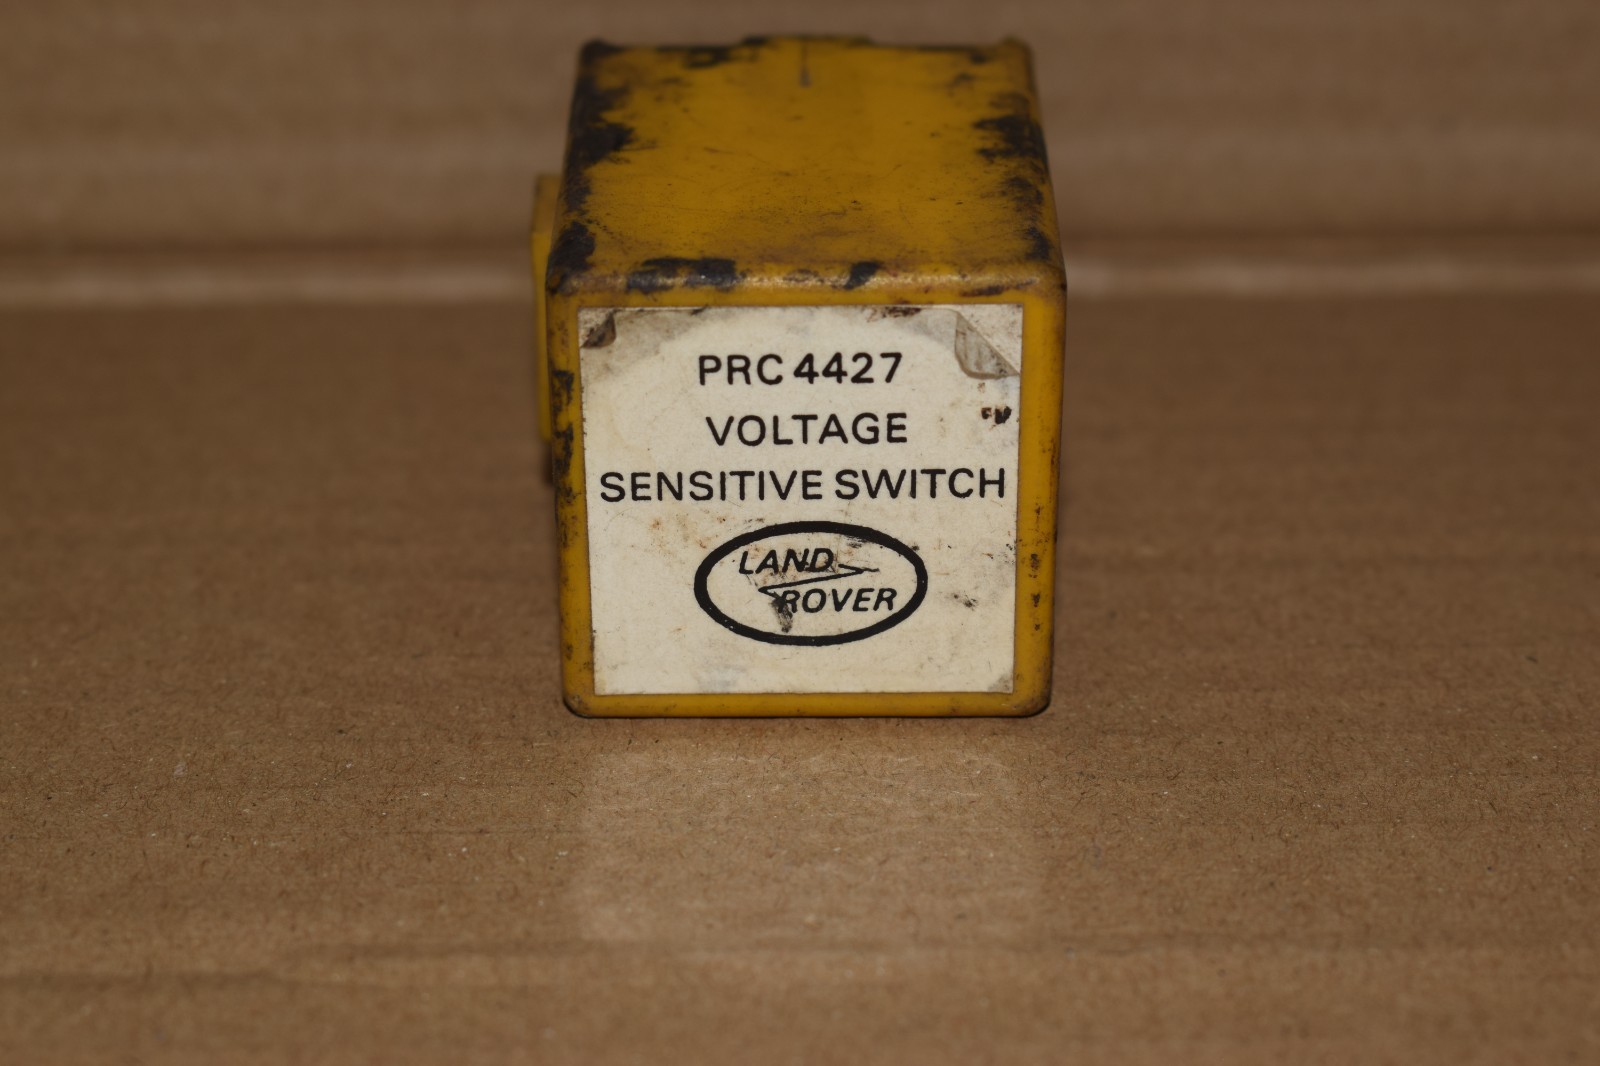 PRC 4427
VOLTAGE
SENSITIVE SWITCH
LAND
ROVER